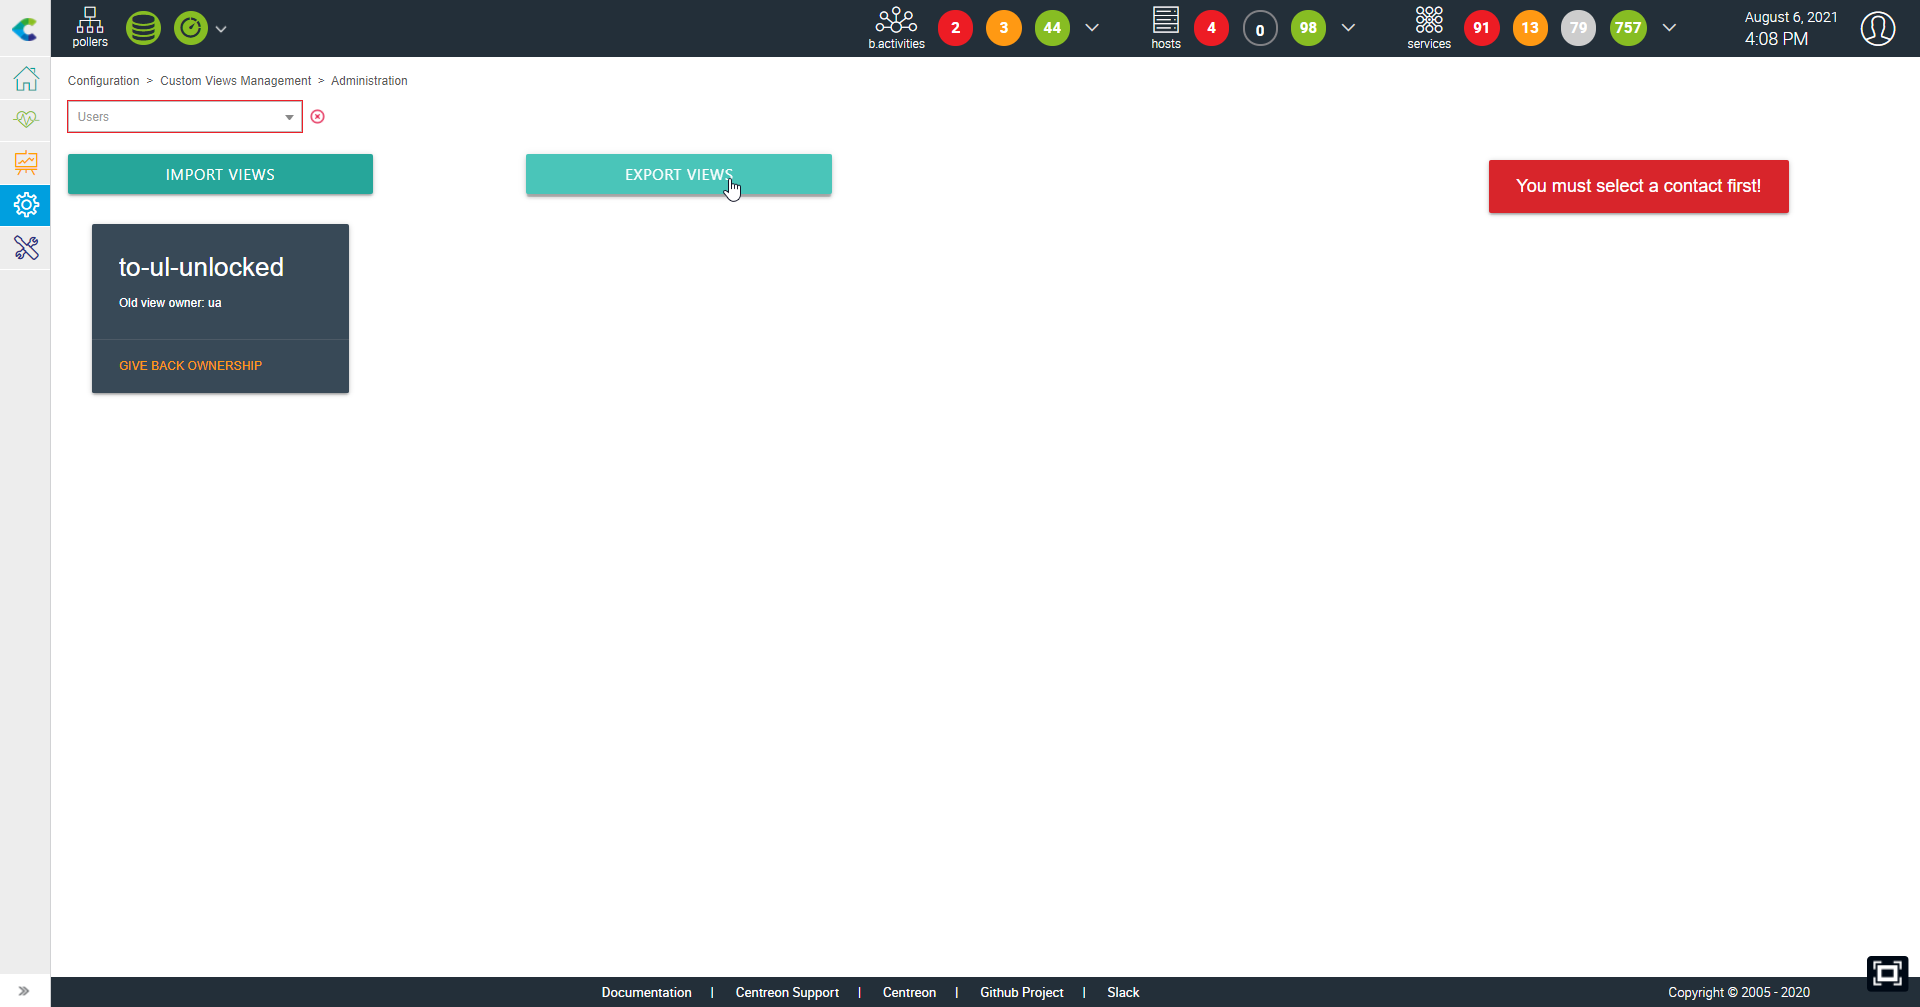 pollers
b.activities
2
3
44
hosts
4
0
98
services
91
13
79
757
August 6, 2021
4:08 PM
Configuration > Custom Views Management > Administration
Users
IMPORT VIEWS
EXPORT VIEWS
You must select a contact first!
to-ul-unlocked
Old view owner: ua
GIVE BACK OWNERSHIP
Documentation | Centreon Support | Centreon | Github Project | Slack
Copyright © 2005 - 2020